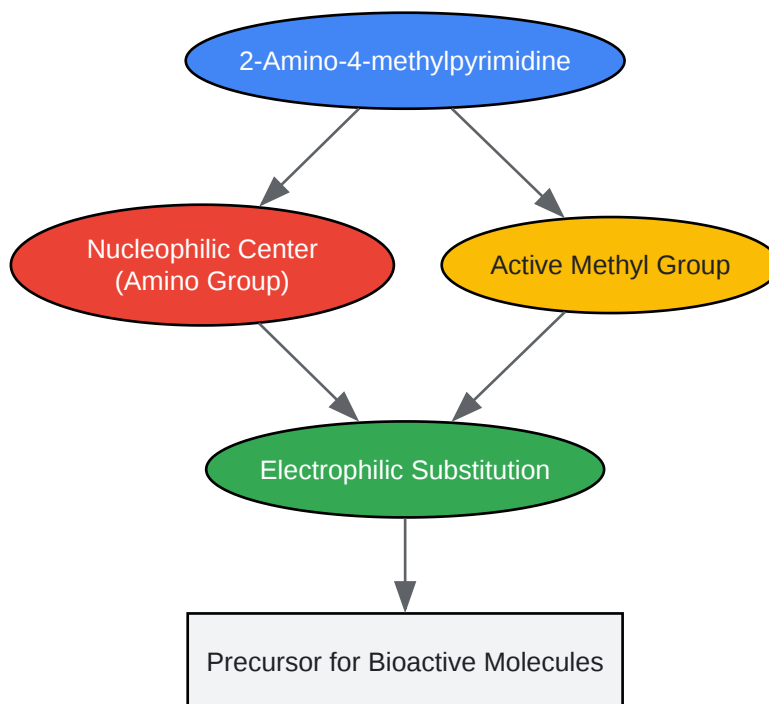 2-Amino-4-methylpyrimidine
Nucleophilic Center
(Amino Group)
Active Methyl Group
Electrophilic Substitution
Precursor for Bioactive Molecules